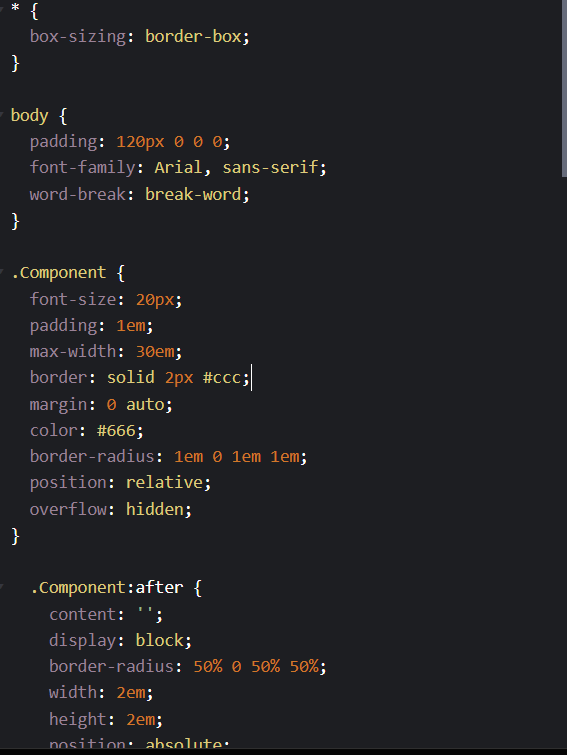 * {
box-sizing: border-box;
}
body {
padding: 120px 0 0 0;
font-family: Arial, sans-serif;
word-break: break-word;
}
.Component {
font-size: 20px;
padding: 1em;
max-width: 30em;
border: solid 2px #ccc;
margin: 0 auto;
color: #666;
border-radius: 1em 0 1em 1em;
position: relative;
overflow: hidden;
}
.Component:after {
content: '';
display: block;
border-radius: 50% 0 50% 50%;
width: 2em;
height: 2em;
position: absolute;